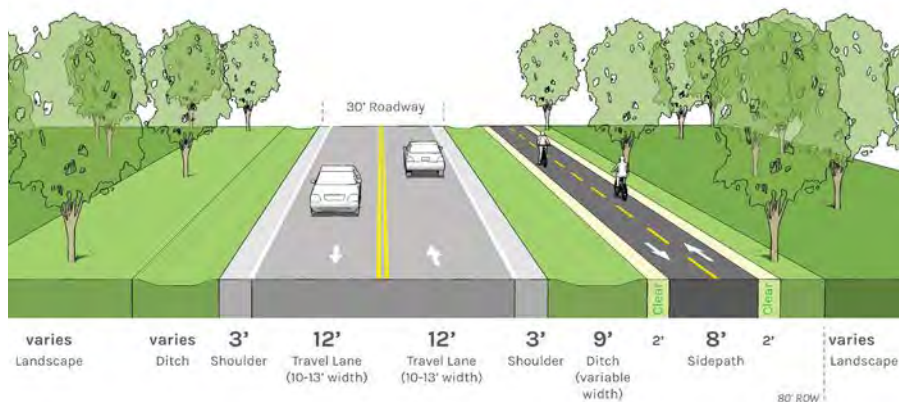 30' Roadway
Clear
Clear
varies
Landscape
varies
Ditch
3'
Shoulder
12'
Travel Lane
(10-13' width)
12'
Travel Lane
(10-13' width)
3'
Shoulder
9'
Ditch
(variable
width)
2'
8'
Sidepath
2'
varies
Landscape
80' ROW